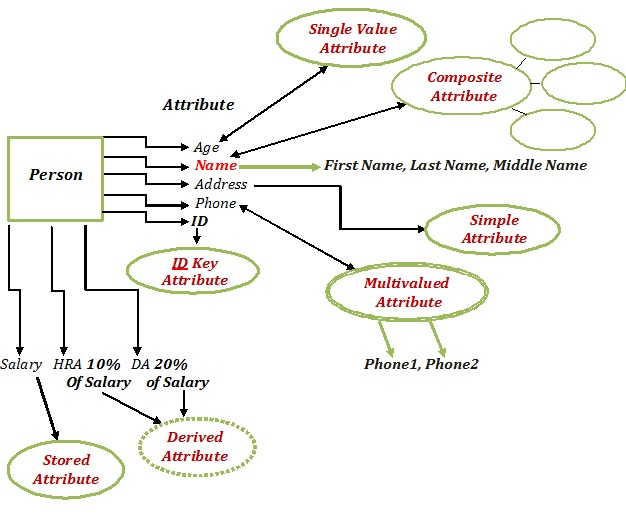 Single Value
Attribute
Composite
Attribute
Attribute
Age
Person
Name
First Name, Last Name, Middle Name
Address
Phone
ID
Simple
Attribute
ID Key
Attribute
Multivalued
Attribute
Salary HRA 10% DA 20%
Of Salary of Salary
Phone1, Phone2
Derived
Attribute
Stored
Attribute